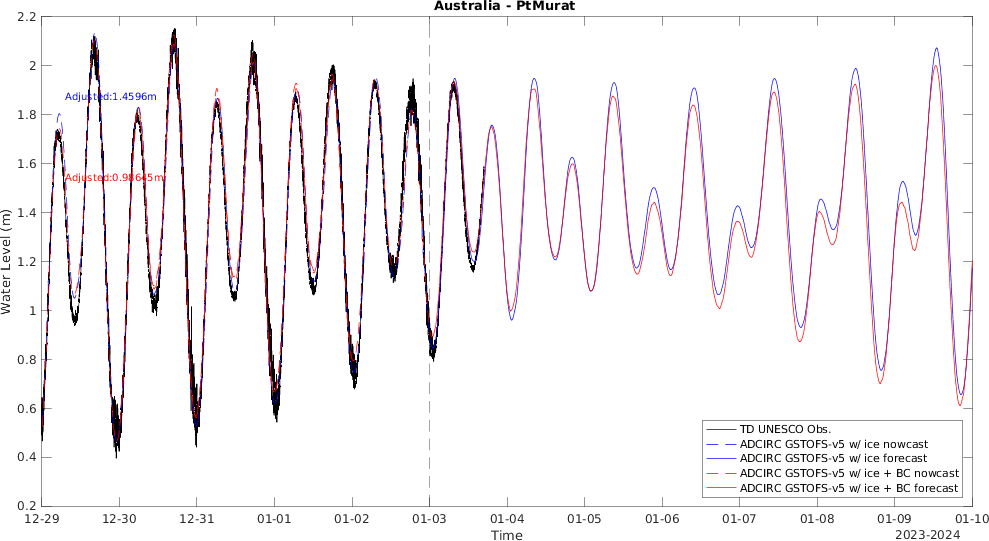 Australia - PtMurat
2.2
2
1.8
1.6
1.4
1.2
1
0.8
0.6
0.4
0.2
Water Level (m)
Adjusted:1.4596m
Adjusted:0.98645m
TD UNESCO Obs.
ADCIRC GSTOFS-v5 w/ ice nowcast
ADCIRC GSTOFS-v5 w/ ice forecast
ADCIRC GSTOFS-v5 w/ ice + BC nowcast
ADCIRC GSTOFS-v5 w/ ice + BC forecast
12-29 12-30 12-31 01-01 01-02 01-03 01-04 01-05 01-06 01-07 01-08 01-09 01-10
Time
2023-2024